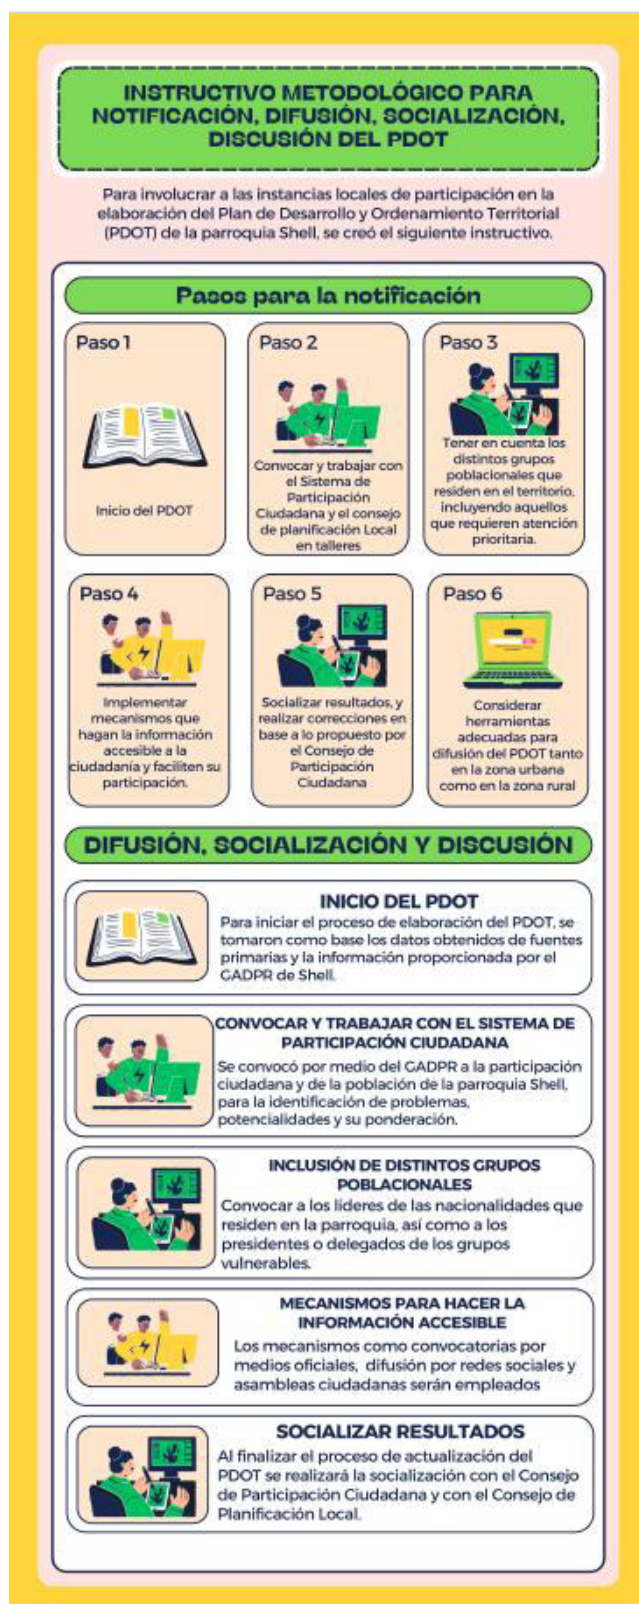 INSTRUCTIVO METODOLÓGICO PARA
NOTIFICACIÓN, DIFUSIÓN, SOCIALIZACIÓN,
DISCUSIÓN DEL PDOT
Para involucrar a las instancias locales de participación en la
elaboración del Plan de Desarrollo y Ordenamiento Territorial
(PDOT) de la parroquia Shell, se creó el siguiente instructivo.
Pasos para la notificación
Paso 1
Inicio del PDOT
Paso 2
Convocar y trabajar con
el Sistema de
Participación
Ciudadana y el consejo
de planificación Local
en talleres
Paso 3
Tener en cuenta los
distintos grupos
poblacionales que
residen en el territorio,
incluyendo aquellos
que requieren atención
prioritaria.
Paso 4
Implementar
mecanismos que
hagan la información
accesible a la
ciudadanía y faciliten su
participación.
Paso 5
Socializar resultados, y
realizar correcciones en
base a lo propuesto por
el Consejo de
Participación
Ciudadana
Paso 6
Considerar
herramientas
adecuadas para
difusión del PDOT tanto
en la zona urbana
como en la zona rural
DIFUSIÓN, SOCIALIZACIÓN Y DISCUSIÓN
INICIO DEL PDOT
Para iniciar el proceso de elaboración del PDOT, se
tomaron como base los datos obtenidos de fuentes
primarias y la información proporcionada por el
GADPR de Shell.
CONVOCAR Y TRABAJAR CON EL SISTEMA DE
PARTICIPACIÓN CIUDADANA
Se convocó por medio del GADPR a la participación
ciudadana y de la población de la parroquia Shell,
para la identificación de problemas,
potencialidades y su ponderación.
INCLUSIÓN DE DISTINTOS GRUPOS
POBLACIONALES
Convocar a los líderes de las nacionalidades que
residen en la parroquia, así como a los
presidentes o delegados de los grupos
vulnerables.
MECANISMOS PARA HACER LA
INFORMACIÓN ACCESIBLE
Los mecanismos como convocatorias por
medios oficiales, difusión por redes sociales y
asambleas ciudadanas serán empleados
SOCIALIZAR RESULTADOS
Al finalizar el proceso de actualización del
PDOT se realizará la socialización con el Consejo
de Participación Ciudadana y con el Consejo de
Planificación Local.